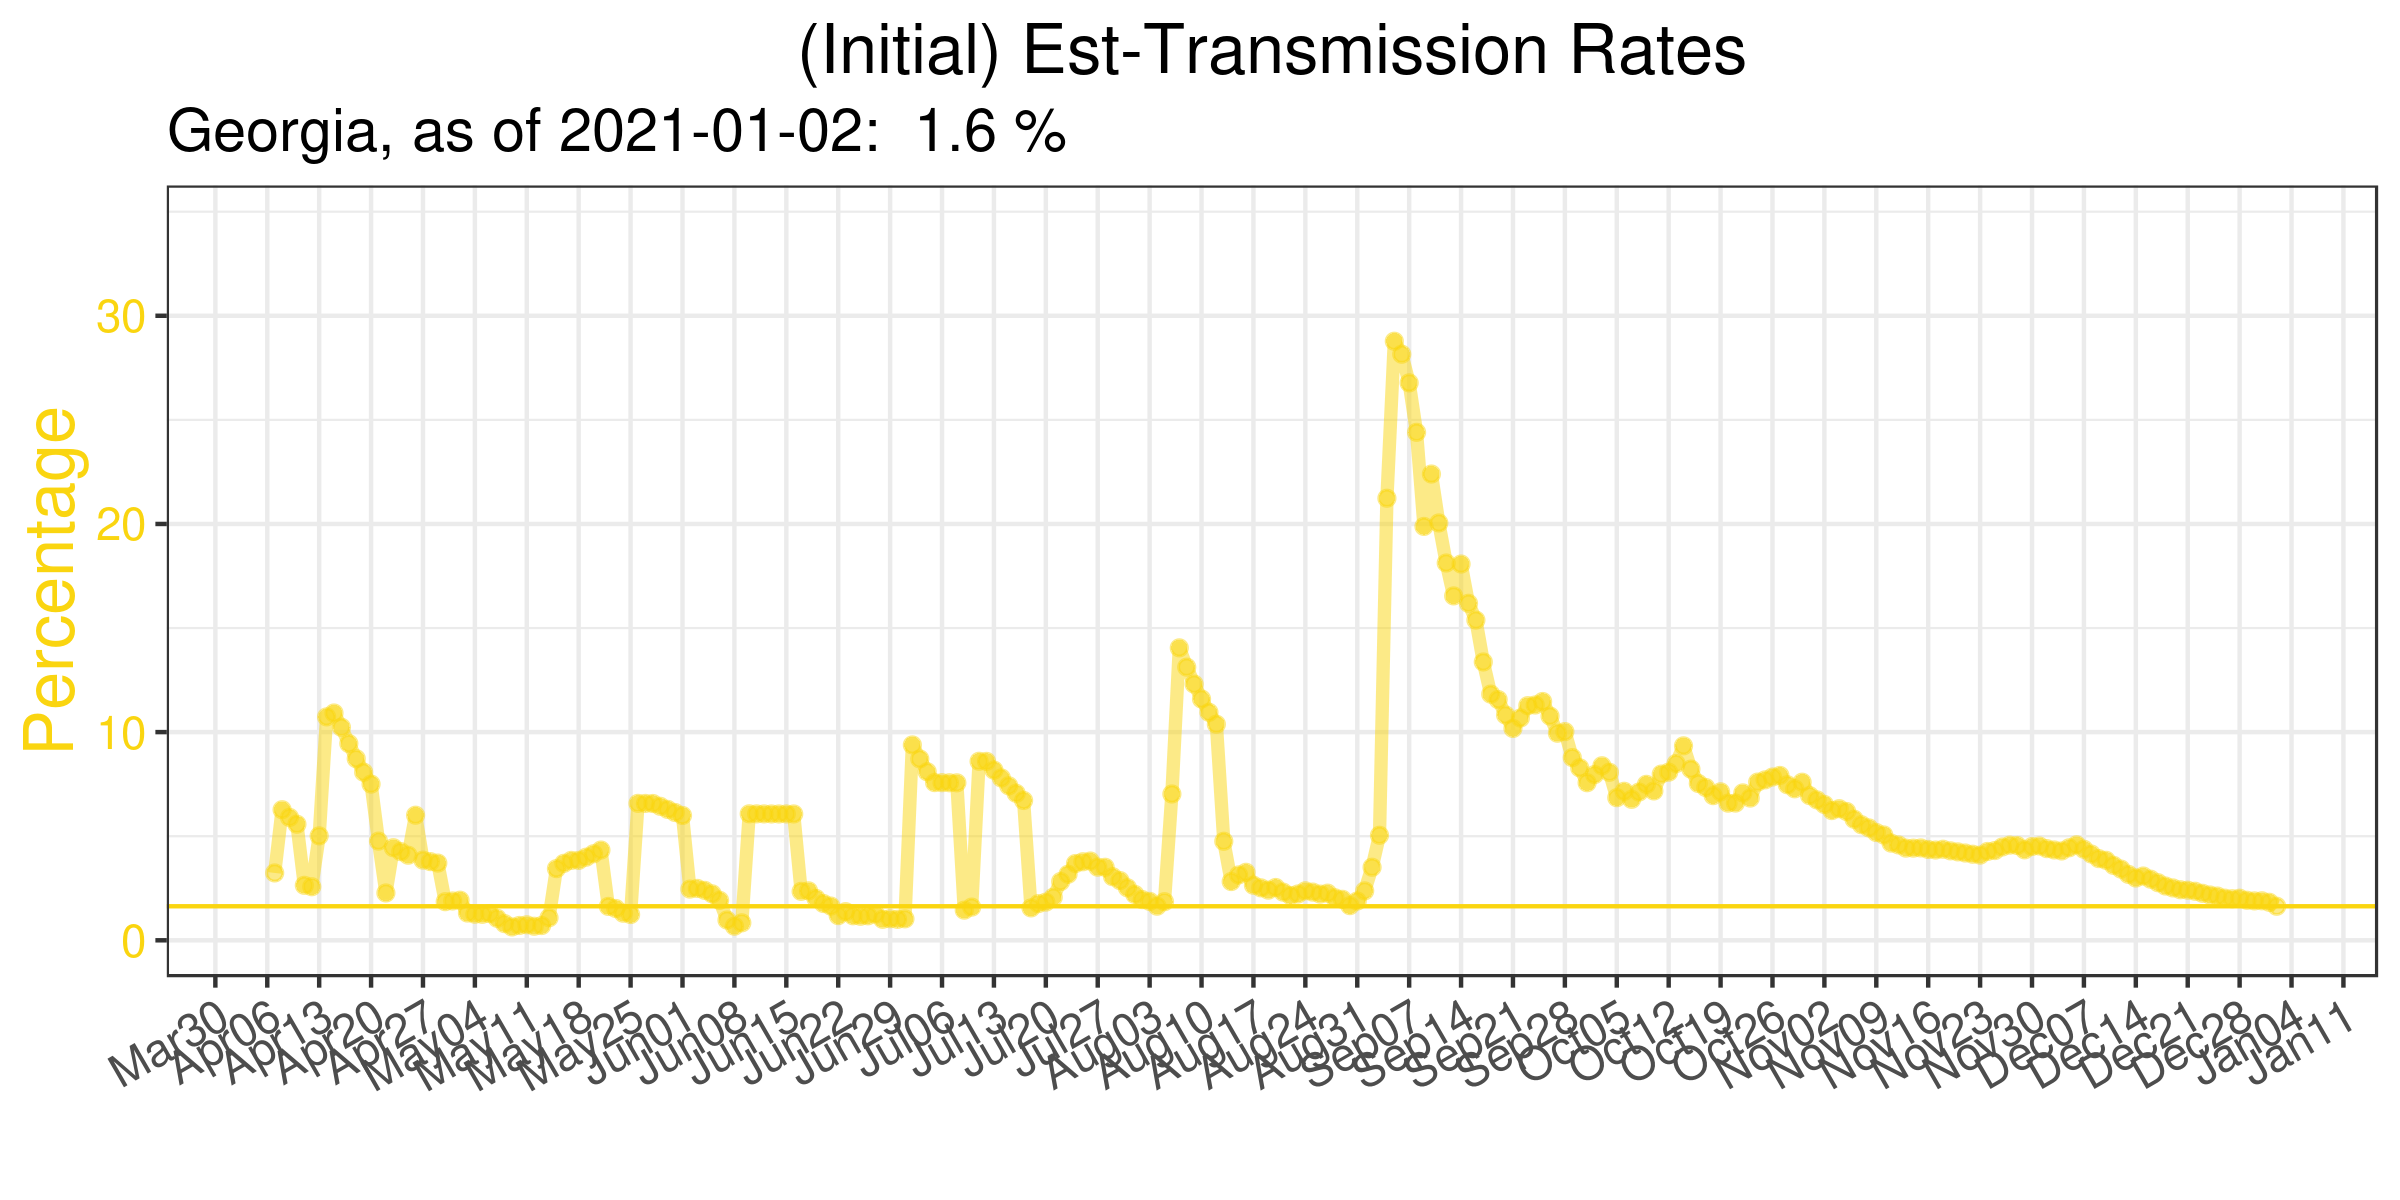 (Initial) Est-Transmission Rates
Georgia, as of 2021-01-02:  1.6 %
Percentage
30
20
10
0
Mar30
Apr06
Apr13
Apr20
Apr27
May04
May11
May18
May25
Jun01
Jun08
Jun15
Jun22
Jun29
Jul06
Jul13
Jul20
Jul27
Aug03
Aug10
Aug17
Aug24
Aug31
Sep07
Sep14
Sep21
Sep28
Oct05
Oct12
Oct19
Oct26
Nov02
Nov09
Nov16
Nov23
Nov30
Dec07
Dec14
Dec21
Dec28
Jan04
Jan11